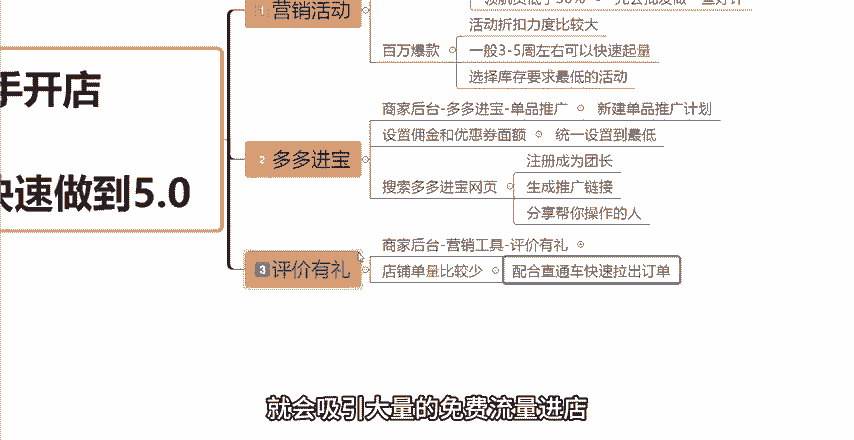 手开店
快速做到5.0
1 营销活动
百万爆款
活动折扣力度比较大
一般3-5周左右可以快速起量
选择库存要求最低的活动
2 多多进宝
商家后台-多多进宝-单品推广
新建单品推广计划
设置佣金和优惠券面额
统一设置到最低
搜索多多进宝网页
注册成为团长
生成推广链接
分享帮你操作的人
3 评价有礼
商家后台-营销工具-评价有礼
店铺单量比较少
配合直通车快速拉出订单
就会吸引大量的免费流量进店